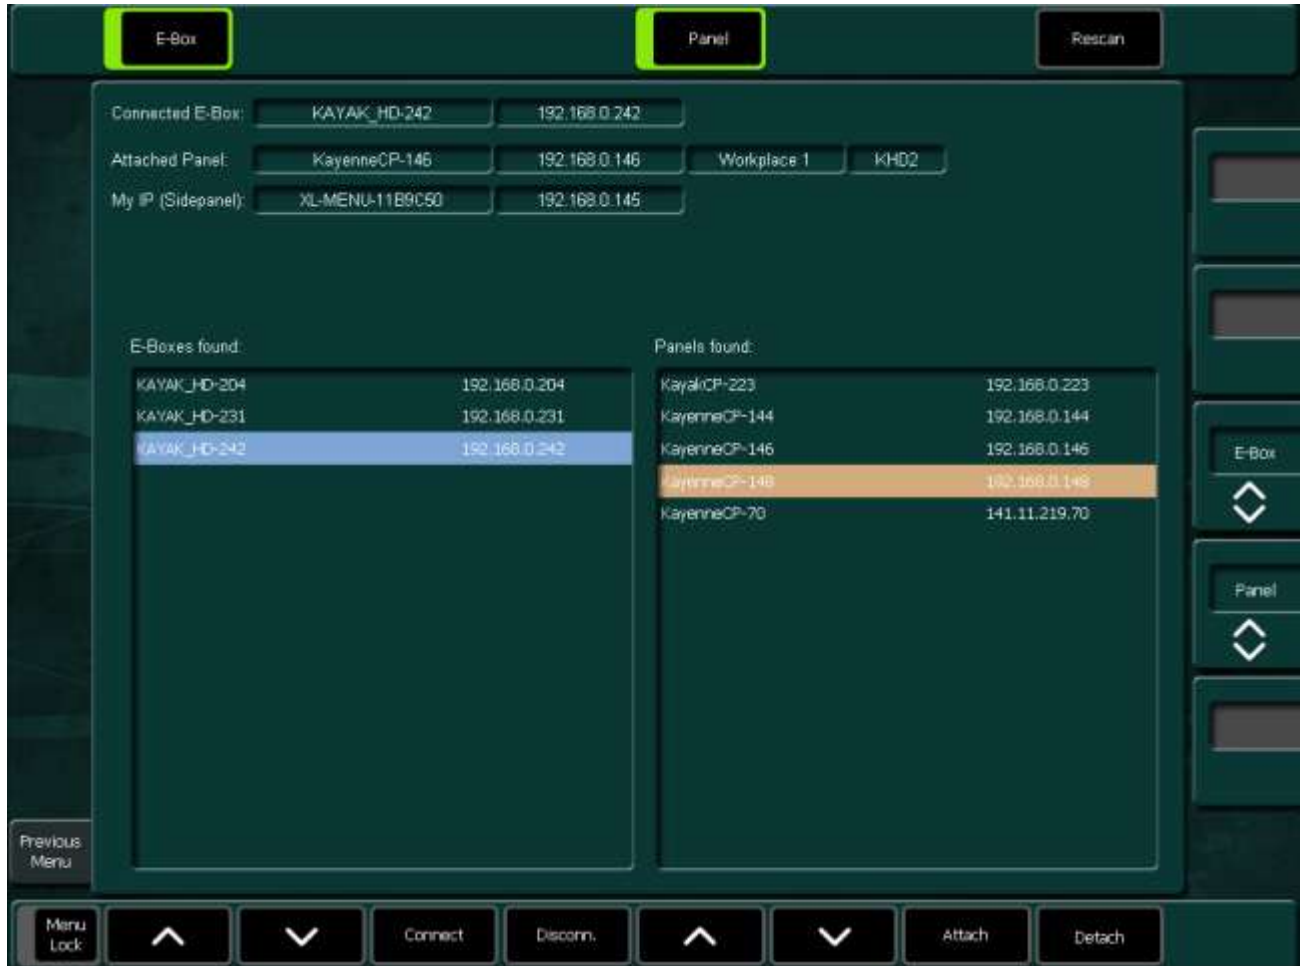 E-Box Panel Rescan
Connected E-Box: KAYAK_HD-242 192.168.0.242
Attached Panel: KayenneCP-146 192.168.0.146 Workplace 1 KHD2
My IP (Sidepanel): XL-MENU-11B9C50 192.168.0.145
E-Boxes found: Panels found:
KAYAK_HD-204 192.168.0.204 KayakCP-223 192.168.0.223
KAYAK_HD-231 192.168.0.231 KayenneCP-144 192.168.0.144
KAYAK_HD-242 192.168.0.242 KayenneCP-146 192.168.0.146
E-Box
KayenneCP-148 192.168.0.148
KayenneCP-70 141.11.219.70
Panel
Previous
Menu
Menu
Lock
Connect Disconn. Attach Detach